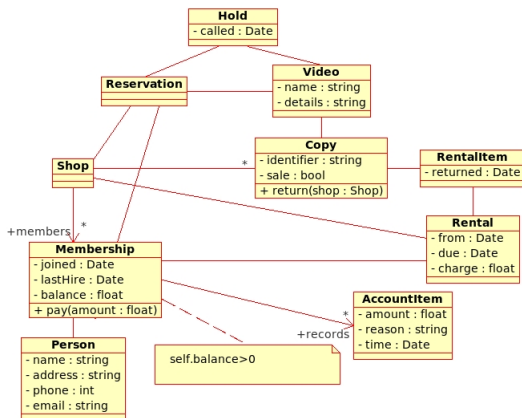 Hold
- called : Date
Reservation
Video
- name : string
- details : string
Copy
- identifier : string
- sale : bool
+ return(shop : Shop)
*
Shop
RentalItem
- returned : Date
Rental
- from : Date
- due : Date
- charge : float
*
+members
Membership
- joined : Date
- lastHire : Date
- balance : float
+ pay(amount : float)
AccountItem
- amount : float
- reason : string
- time : Date
*
+records
self.balance>0
Person
- name : string
- address : string
- phone : int
- email : string